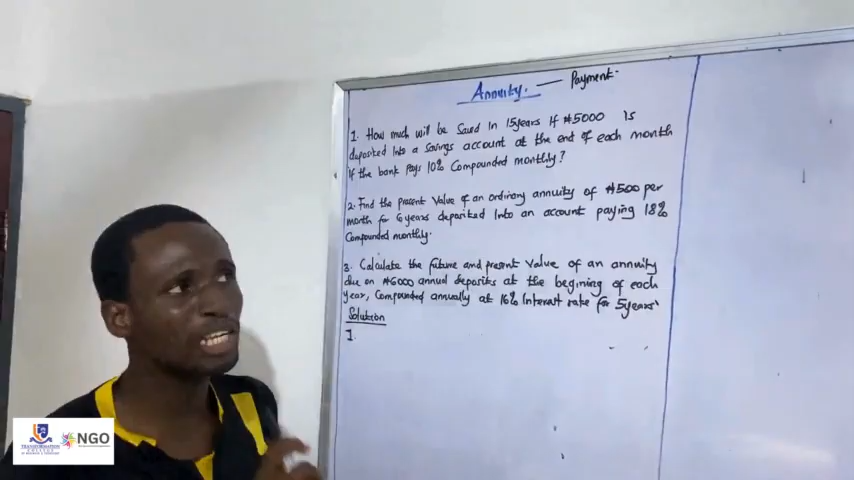 Annuity. — Payment.
1. How much will be Saved in 15years if ₦5000 is
deposited into a savings account at the end of each month
if the bank Pays 10% Compounded monthly?
2. Find the present Value of an ordinary annuity of ₦500 per
month for 6years deposited into an account paying 18%
Compounded monthly.
3. Calculate the future and present value of an annuity
due on ₦6000 annual deposits at the begining of each
year, Compounded annually at 16% Interest rate for 5years
Solution
1.
TRANSFORMATION
COLLEGE
NGO